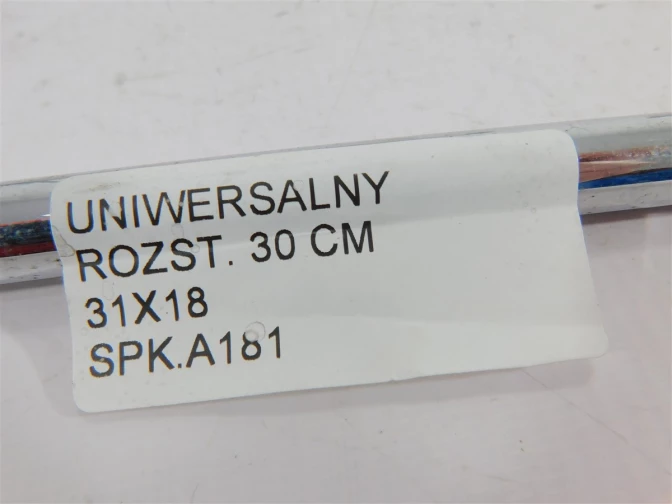 UNIWERSALNY
ROZST. 30 CM
31X18
SPK.A181